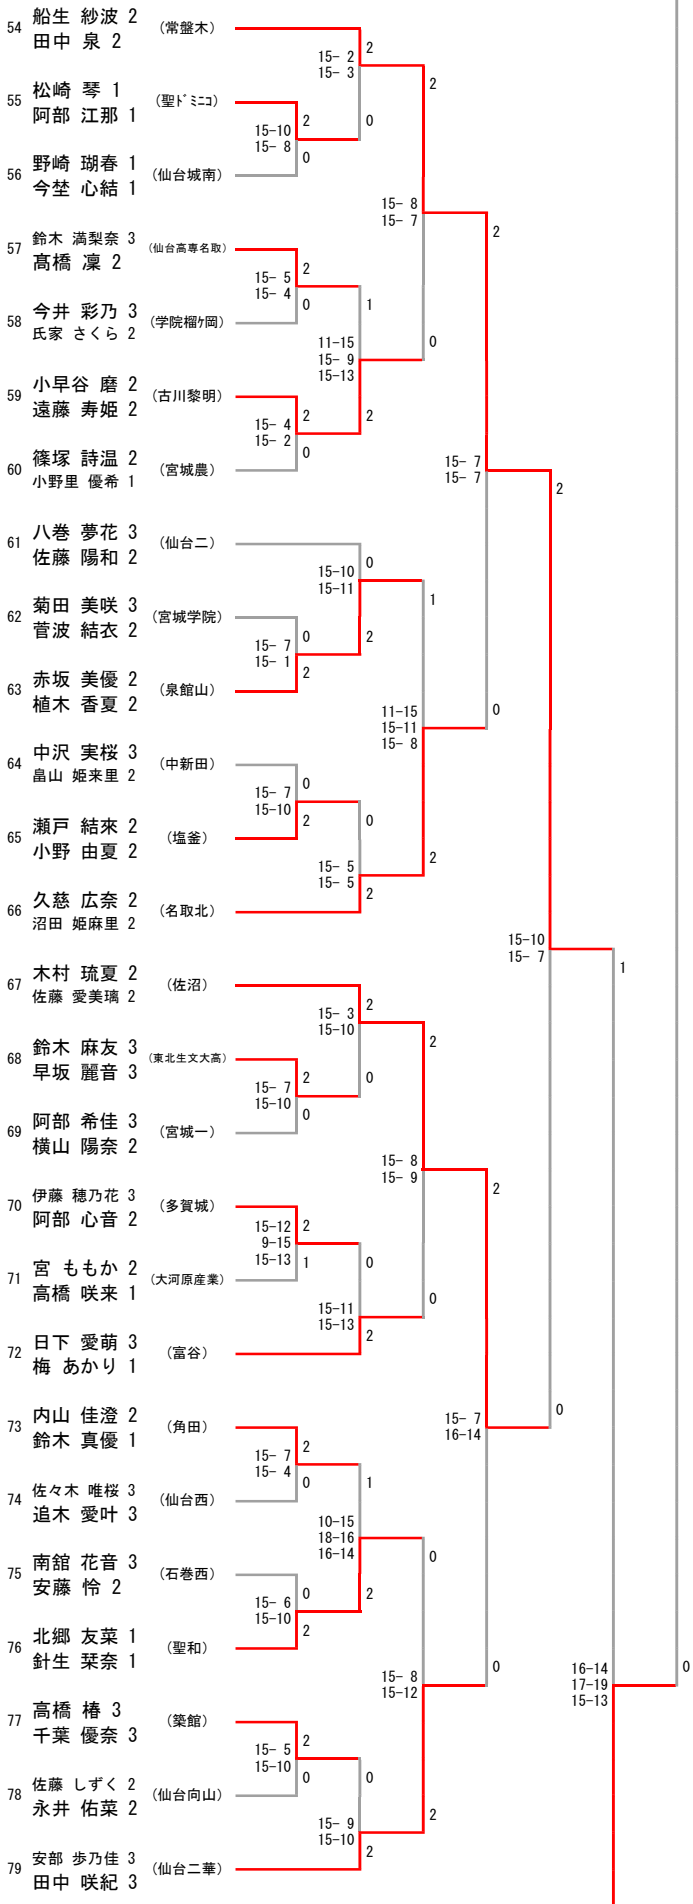 54 船生 紗波 2 (常盤木)
田中 泉 2
55 松崎 琴 1 (聖ドミニコ)
阿部 江那 1
56 野崎 瑚春 1 (仙台城南)
今埜 心結 1
57 鈴木 満梨奈 3 (仙台高専名取)
髙橋 凜 2
58 今井 彩乃 3 (学院榴ケ岡)
氏家 さくら 2
59 小早谷 磨 2 (古川黎明)
遠藤 寿姫 2
60 篠塚 詩温 2 (宮城農)
小野里 優希 1
61 八巻 夢花 3 (仙台二)
佐藤 陽和 2
62 菊田 美咲 3 (宮城学院)
菅波 結衣 2
63 赤坂 美優 2 (泉館山)
植木 香夏 2
64 中沢 実桜 3 (中新田)
畠山 姫来里 2
65 瀬戸 結來 2 (塩釜)
小野 由夏 2
66 久慈 広奈 2 (名取北)
沼田 姫麻里 2
67 木村 琉夏 2 (佐沼)
佐藤 愛美璃 2
68 鈴木 麻友 3 (東北生文大高)
早坂 麗音 3
69 阿部 希佳 3 (宮城一)
横山 陽奈 2
70 伊藤 穂乃花 3 (多賀城)
阿部 心音 2
71 宮 ももか 2 (大河原産業)
高橋 咲来 1
72 日下 愛萌 3 (富谷)
梅 あかり 1
73 内山 佳澄 2 (角田)
鈴木 真優 1
74 佐々木 唯桜 3 (仙台西)
追木 愛叶 3
75 南舘 花音 3 (石巻西)
安藤 怜 2
76 北郷 友菜 1 (聖和)
針生 栞奈 1
77 高橋 椿 3 (築館)
千葉 優奈 3
78 佐藤 しずく 2 (仙台向山)
永井 佑菜 2
79 安部 歩乃佳 3 (仙台二華)
田中 咲紀 3
15-10 2
15- 8 0
15- 5 2
15- 4 0
15- 4 2
15- 2 0
15- 7 0
15- 1 2
15- 7 0
15-10 2
15- 7 2
15-10 0
15-12 2
9-15
15-13 1
15- 7 2
15- 4 0
15- 6 0
15-10 2
15- 5 2
15-10 0
15- 2 2
15- 3 0
11-15 1
15- 9
15-13 2
15-10 0
15-11 2
15- 5 0
15- 5 2
15- 3 2
15-10 0
15-11 0
15-13 2
10-15 1
18-16
16-14 2
15- 9 0
15-10 2
15- 8 2
15- 7 0
11-15 1
15-11
15- 8 2
15- 8 2
15- 9 0
15- 8 0
15-12 2
15- 7 2
15- 7 0
15- 7 2
16-14 0
15-10 2
15- 7 0
16-14 1
17-19
15-13
0